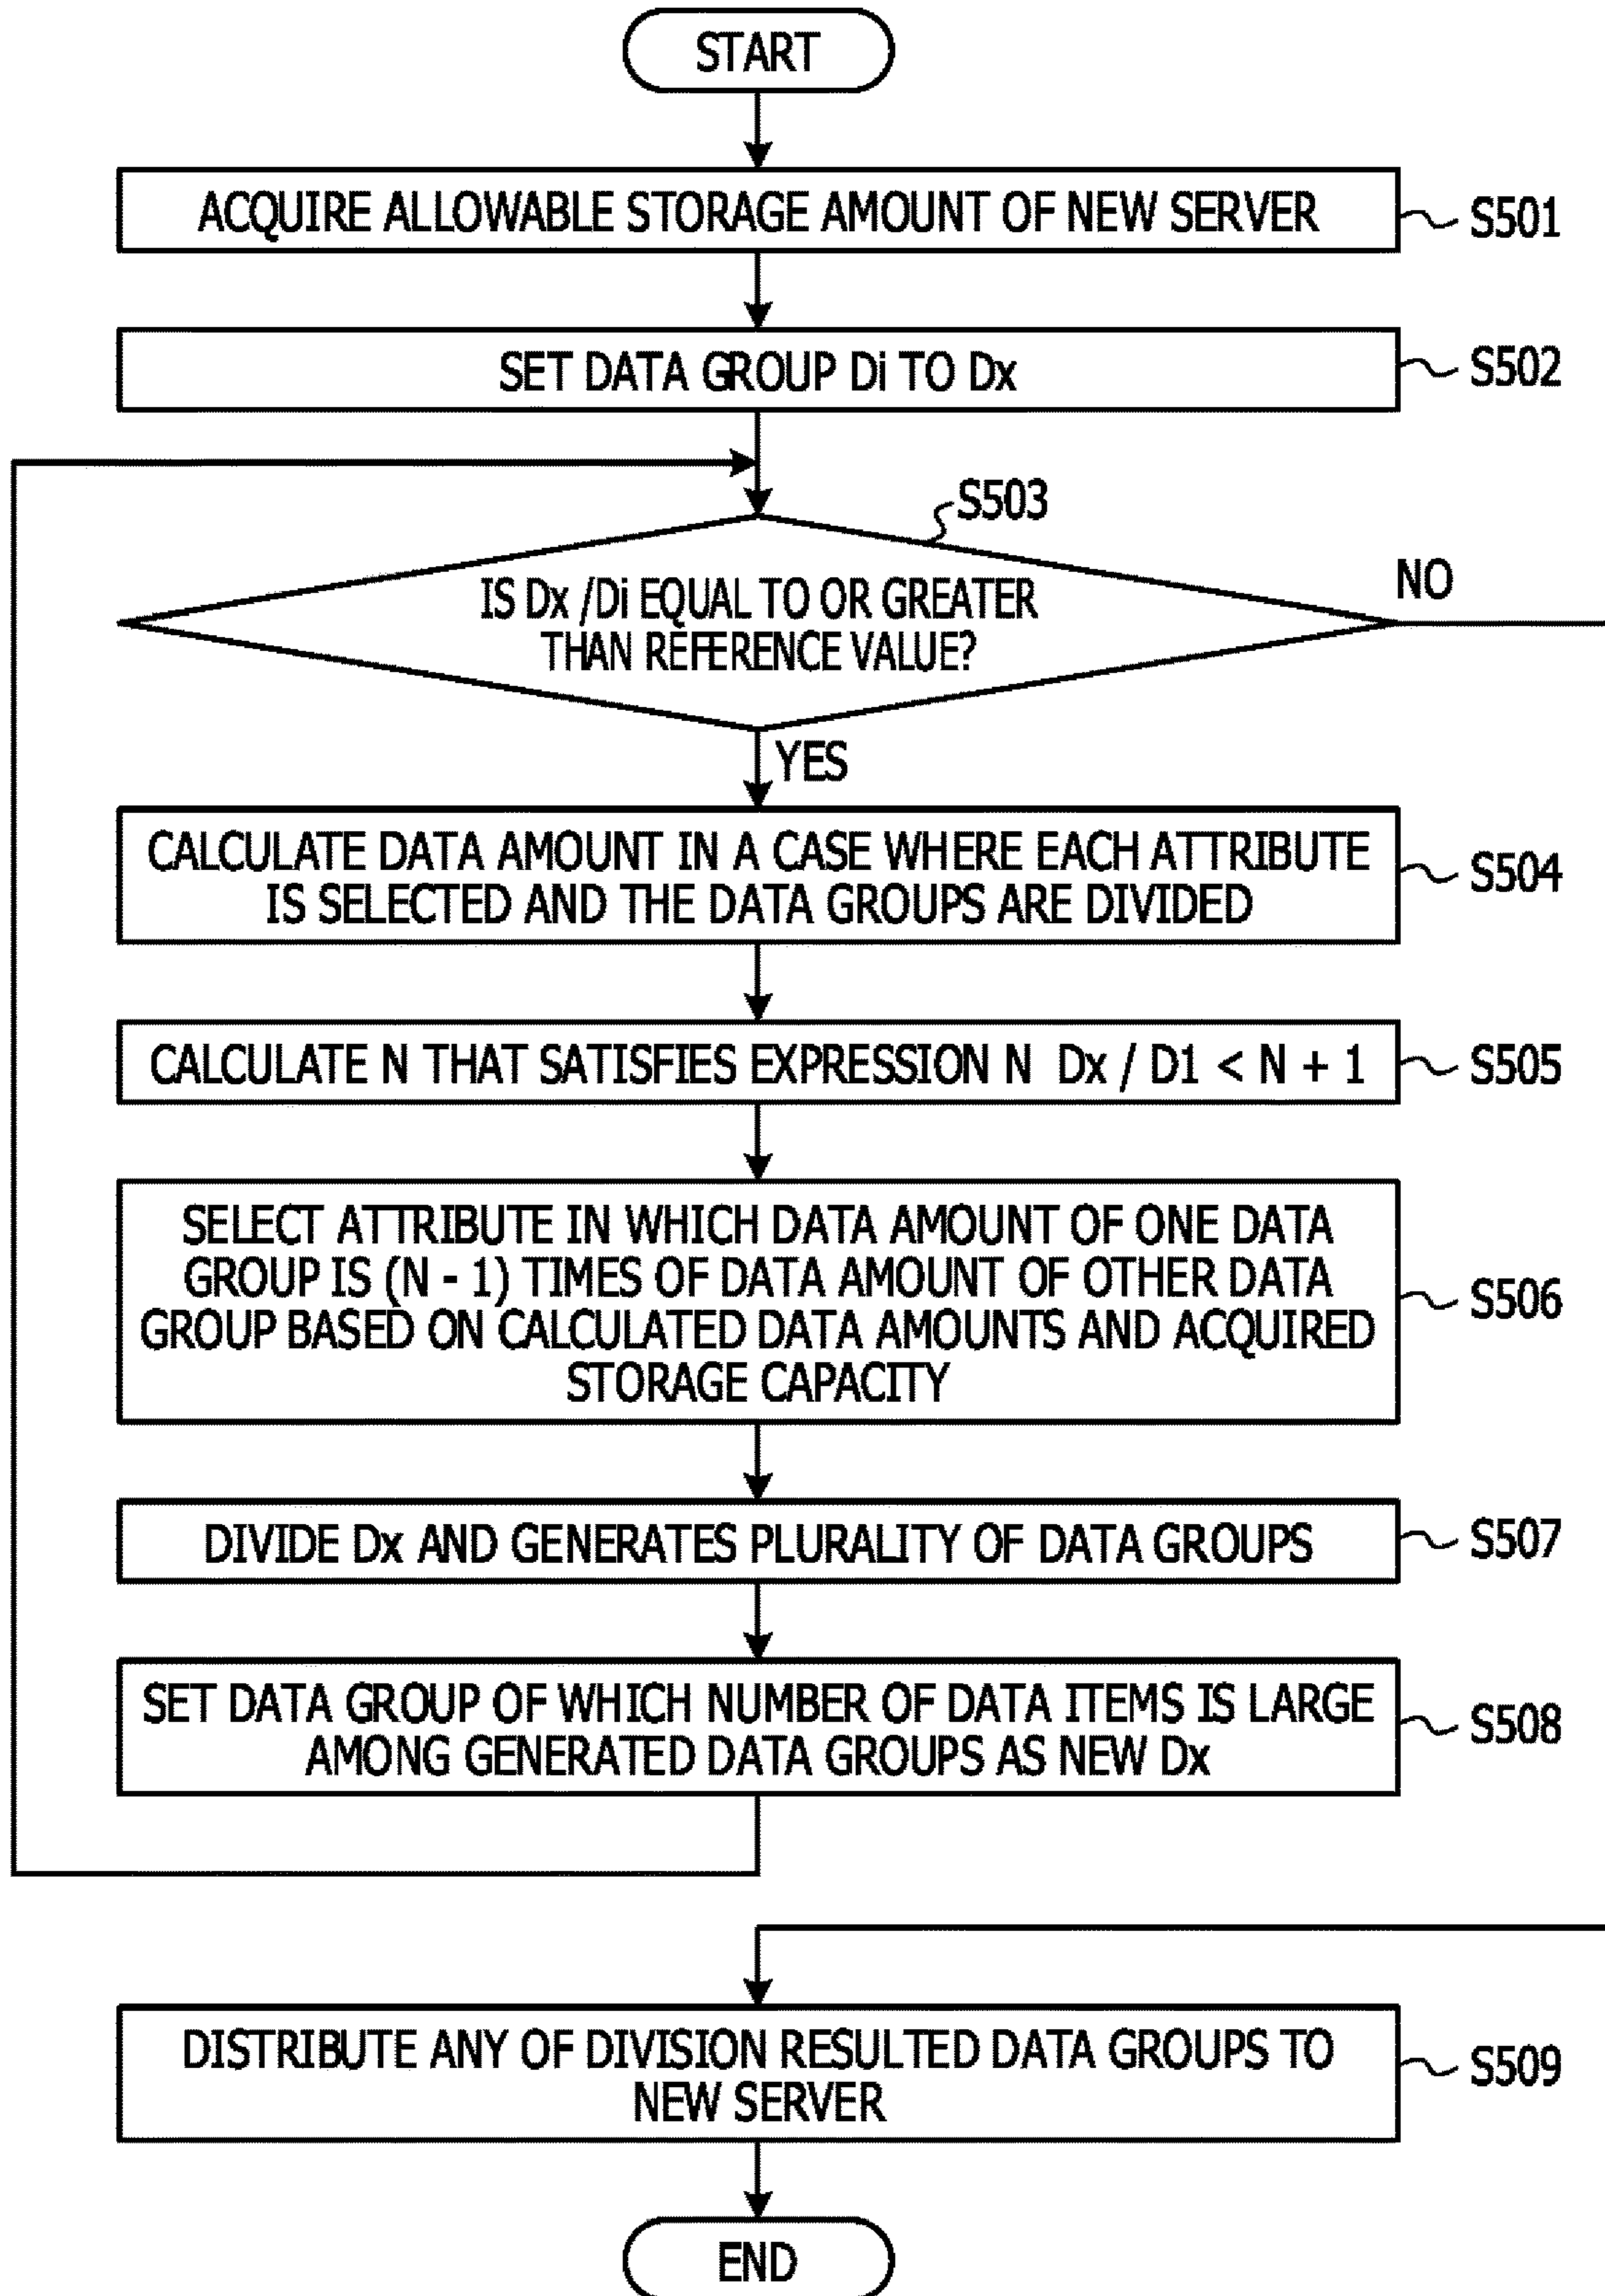 START
ACQUIRE ALLOWABLE STORAGE AMOUNT OF NEW SERVER
S501
SET DATA GROUP Di TO Dx
S502
S503
IS Dx /Di EQUAL TO OR GREATER
THAN REFERENCE VALUE?
NO
YES
CALCULATE DATA AMOUNT IN A CASE WHERE EACH ATTRIBUTE
IS SELECTED AND THE DATA GROUPS ARE DIVIDED
S504
CALCULATE N THAT SATISFIES EXPRESSION N  Dx / D1 < N + 1
S505
SELECT ATTRIBUTE IN WHICH DATA AMOUNT OF ONE DATA
GROUP IS (N - 1) TIMES OF DATA AMOUNT OF OTHER DATA
GROUP BASED ON CALCULATED DATA AMOUNTS AND ACQUIRED
STORAGE CAPACITY
S506
DIVIDE Dx AND GENERATES PLURALITY OF DATA GROUPS
S507
SET DATA GROUP OF WHICH NUMBER OF DATA ITEMS IS LARGE
AMONG GENERATED DATA GROUPS AS NEW Dx
S508
DISTRIBUTE ANY OF DIVISION RESULTED DATA GROUPS TO
NEW SERVER
S509
END